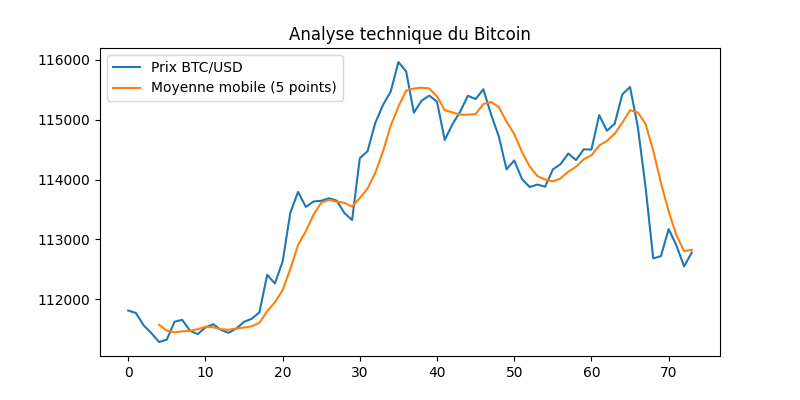 Analyse technique du Bitcoin
Prix BTC/USD
Moyenne mobile (5 points)
116000
115000
114000
113000
112000
0 10 20 30 40 50 60 70